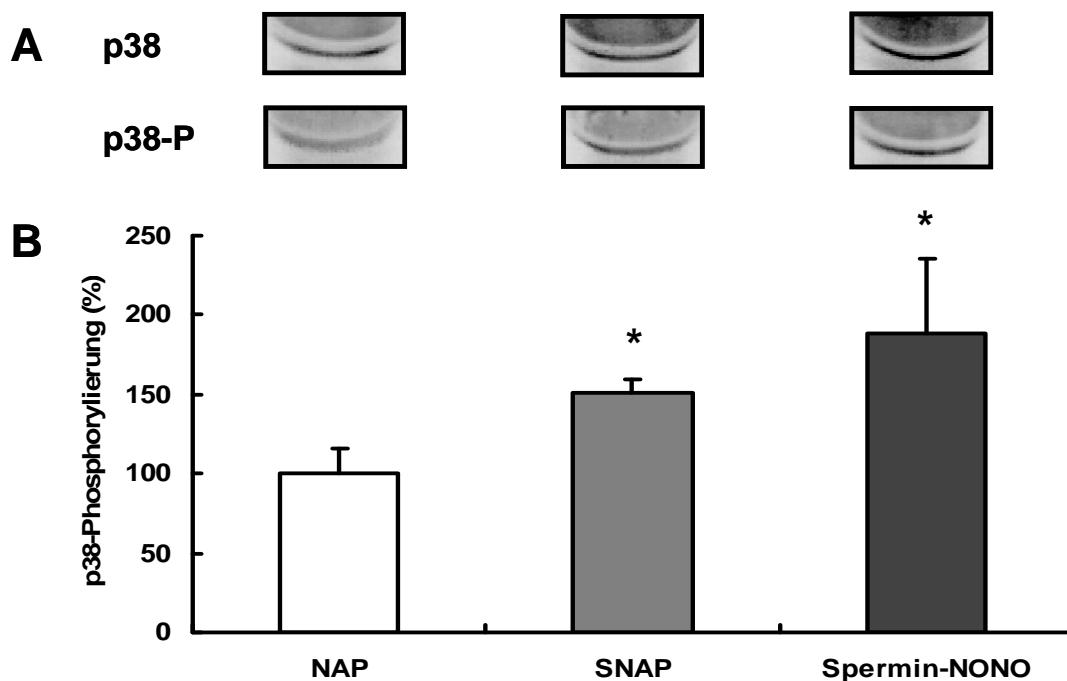 A p38
p38-P
B
p38-Phosphorylierung (%)
250
200
150
100
50
0
*
*
NAP SNAP Spermin-NONO